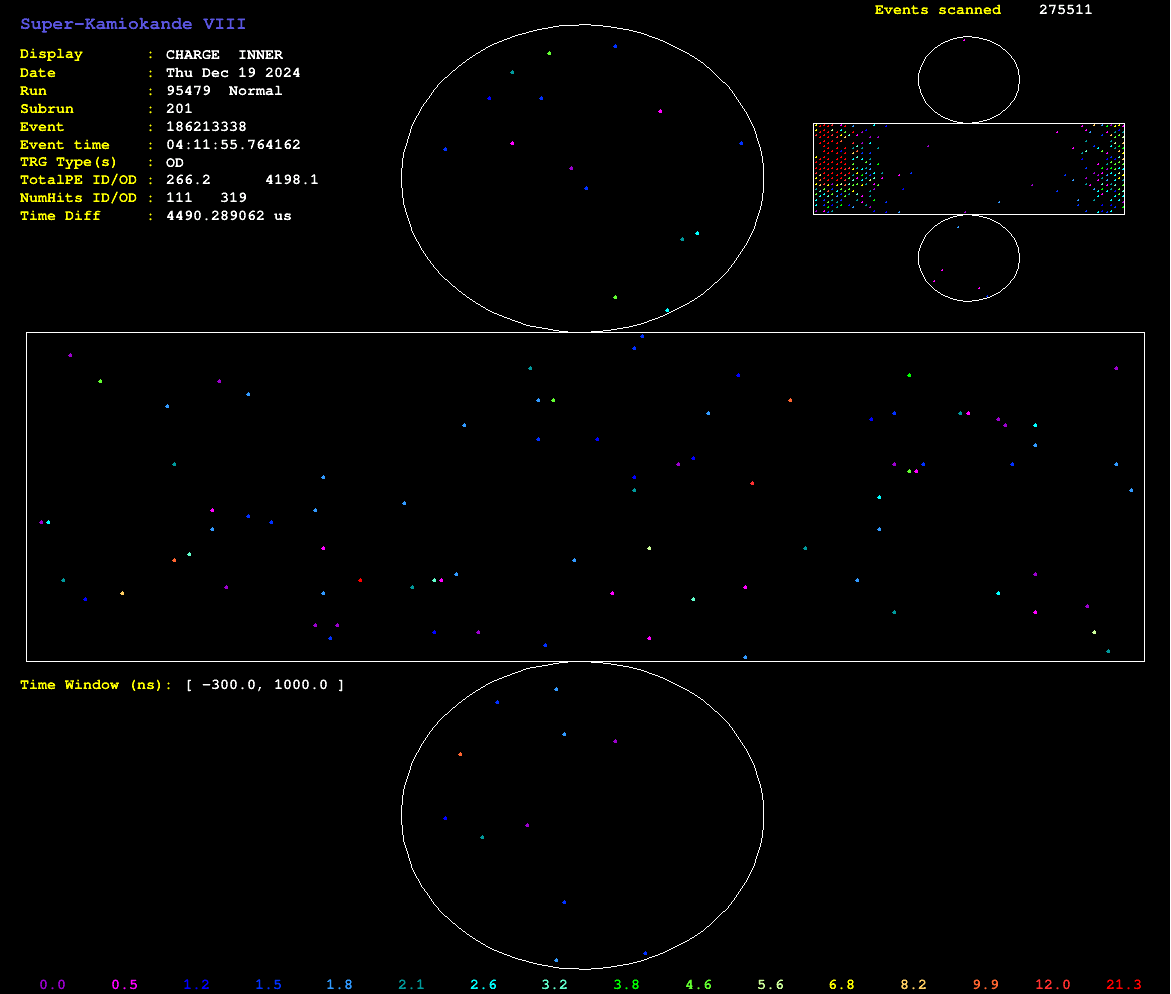 Super-Kamiokande VIII
Events scanned 275511
Display : CHARGE INNER
Date : Thu Dec 19 2024
Run : 95479 Normal
Subrun : 201
Event : 186213338
Event time : 04:11:55.764162
TRG Type(s) : OD
TotalPE ID/OD : 266.2 4198.1
NumHits ID/OD : 111 319
Time Diff : 4490.289062 us
Time Window (ns): [ −300.0, 1000.0 ]
0.0 0.5 1.2 1.5 1.8 2.1 2.6 3.2 3.8 4.6 5.6 6.8 8.2 9.9 12.0 21.3